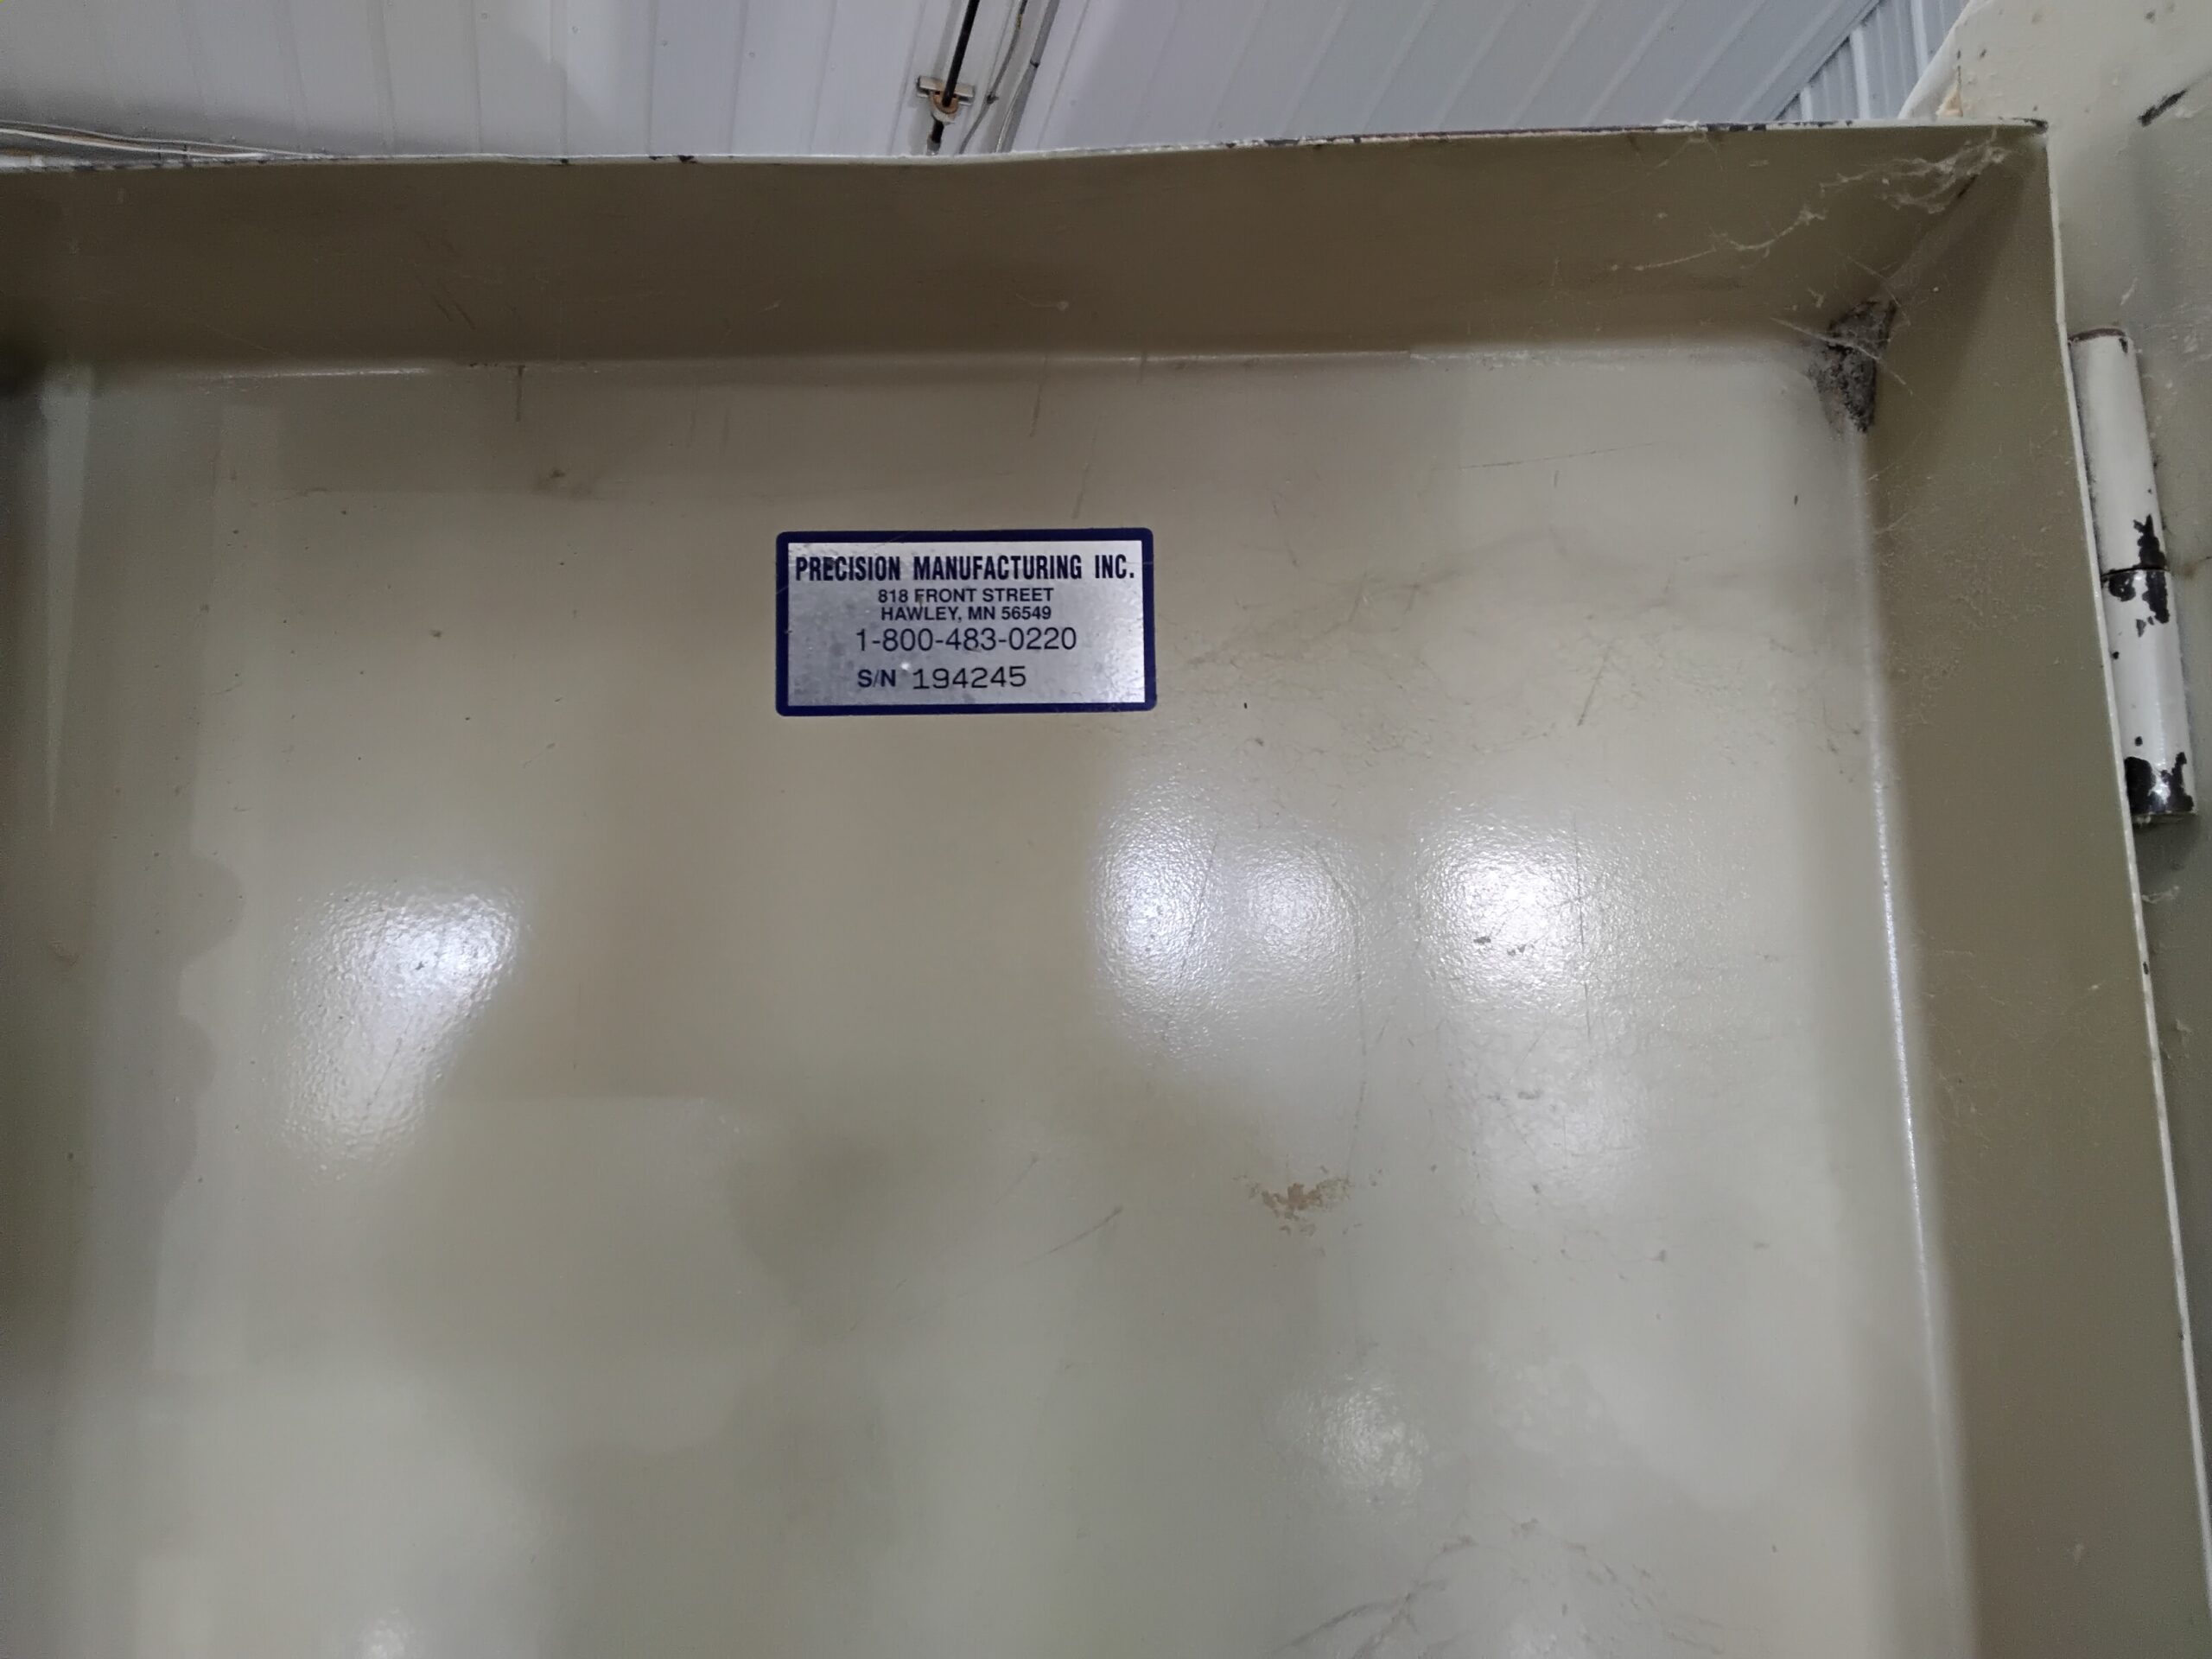 PRECISION MANUFACTURING INC.
818 FRONT STREET
HAWLEY, MN 56549
1-800-483-0220
S/N 194245